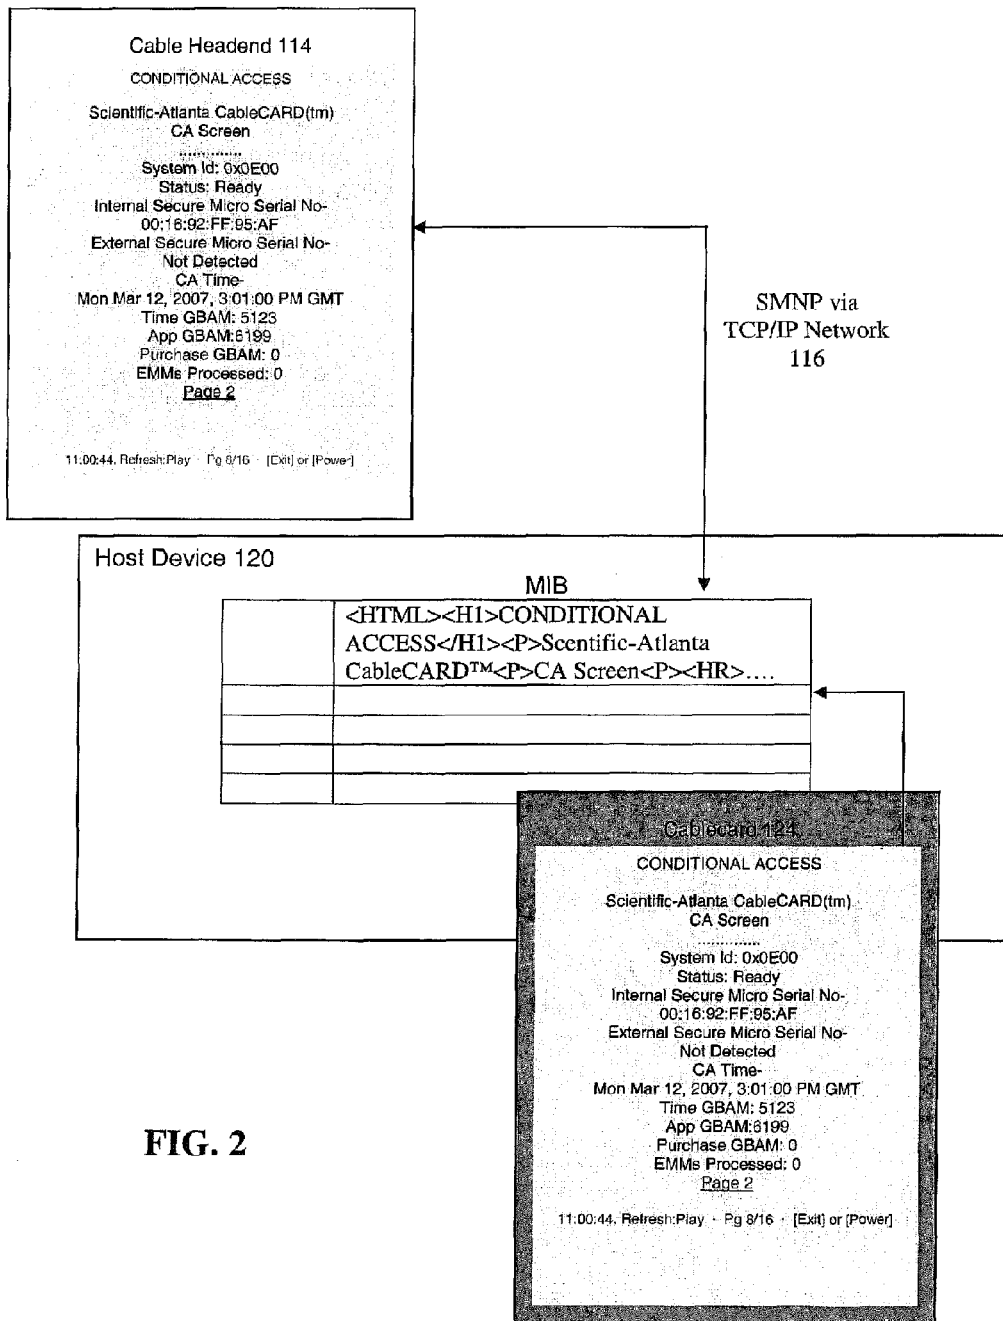 Cable Headend 114
CONDITIONAL ACCESS
Scientific-Atlanta CableCARD(tm)
CA Screen
..............
System Id: 0x0E00
Status: Ready
Internal Secure Micro Serial No-
00:16:92:FF:95:AF
External Secure Micro Serial No-
Not Detected
CA Time-
Mon Mar 12, 2007, 3:01:00 PM GMT
Time GBAM: 5123
App GBAM:6199
Purchase GBAM: 0
EMMs Processed: 0
Page 2
11:00:44, Refresh:Play · Pg 8/16 · [Exit] or [Power]
SMNP via
TCP/IP Network
116
Host Device 120
MIB
<HTML><H1>CONDITIONAL
ACCESS</H1><P>Scentific-Atlanta
CableCARD™<P>CA Screen<P><HR>....
Cablecard 124
CONDITIONAL ACCESS
Scientific-Atlanta CableCARD(tm)
CA Screen
..............
System Id: 0x0E00
Status: Ready
Internal Secure Micro Serial No-
00:16:92:FF:95:AF
External Secure Micro Serial No-
Not Detected
CA Time-
Mon Mar 12, 2007, 3:01:00 PM GMT
Time GBAM: 5123
App GBAM:6199
Purchase GBAM: 0
EMMs Processed: 0
Page 2
11:00:44, Refresh:Play · Pg 8/16 · [Exit] or [Power]
FIG. 2